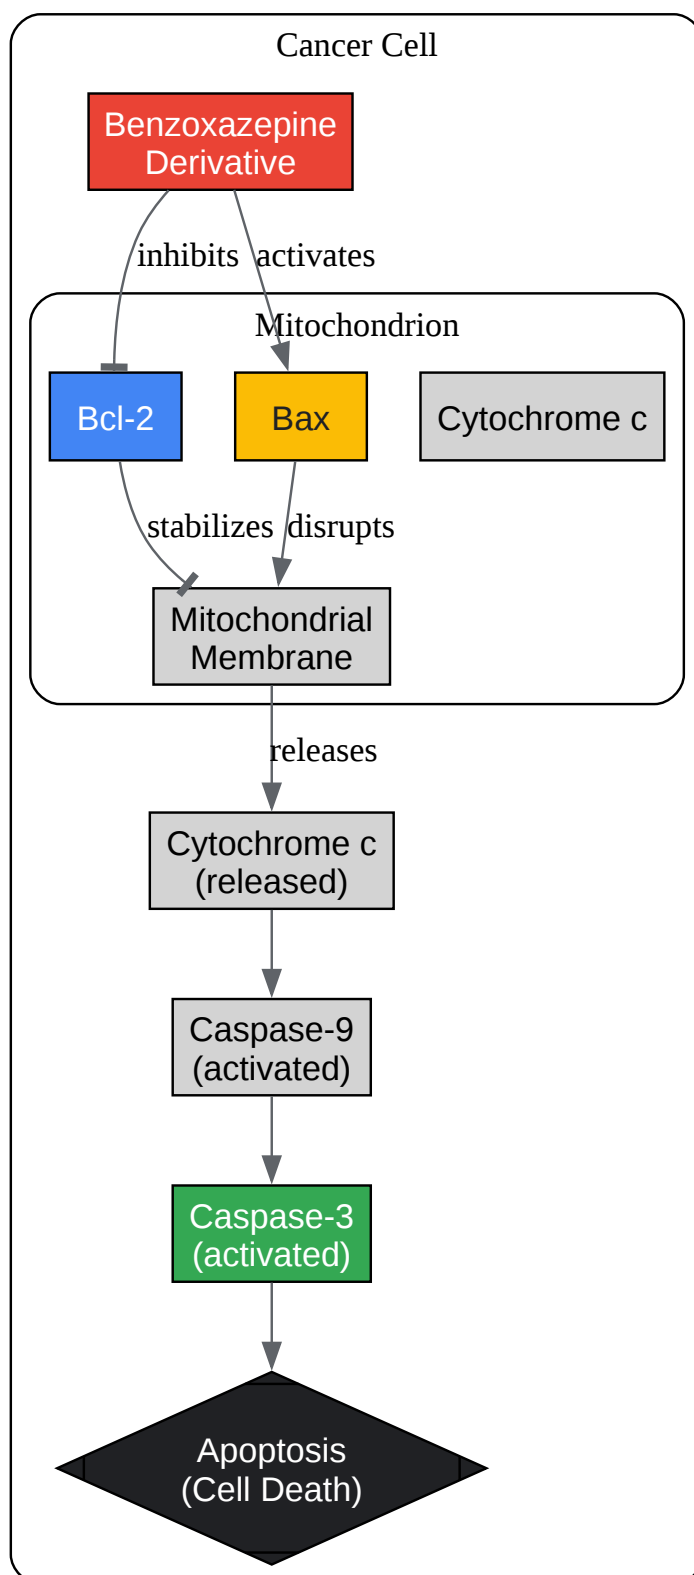 Cancer Cell
Benzoxazepine
Derivative
inhibits
activates
Mitochondrion
Bcl-2
Bax
Cytochrome c
stabilizes
disrupts
Mitochondrial
Membrane
releases
Cytochrome c
(released)
Caspase-9
(activated)
Caspase-3
(activated)
Apoptosis
(Cell Death)